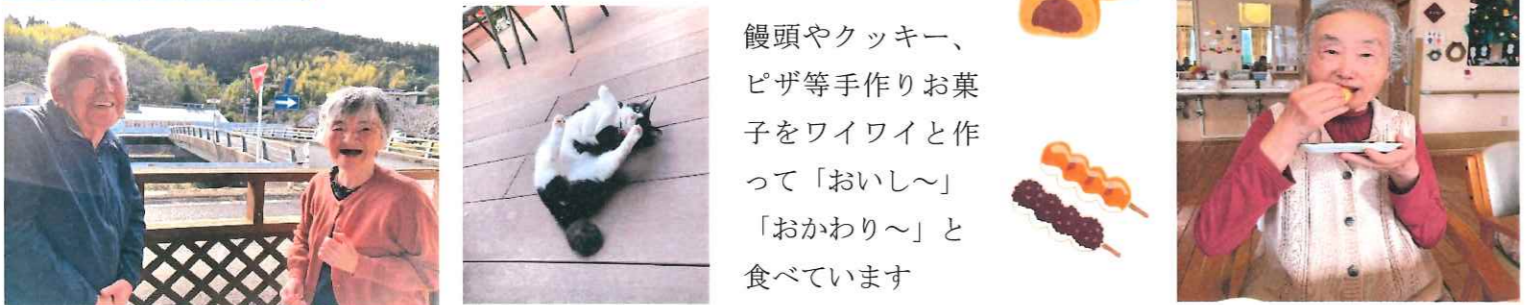 饅頭やクッキー、
ピザ等手作りお菓
子をワイワイと作
って「おいし～」
「おかわり～」と
食べています